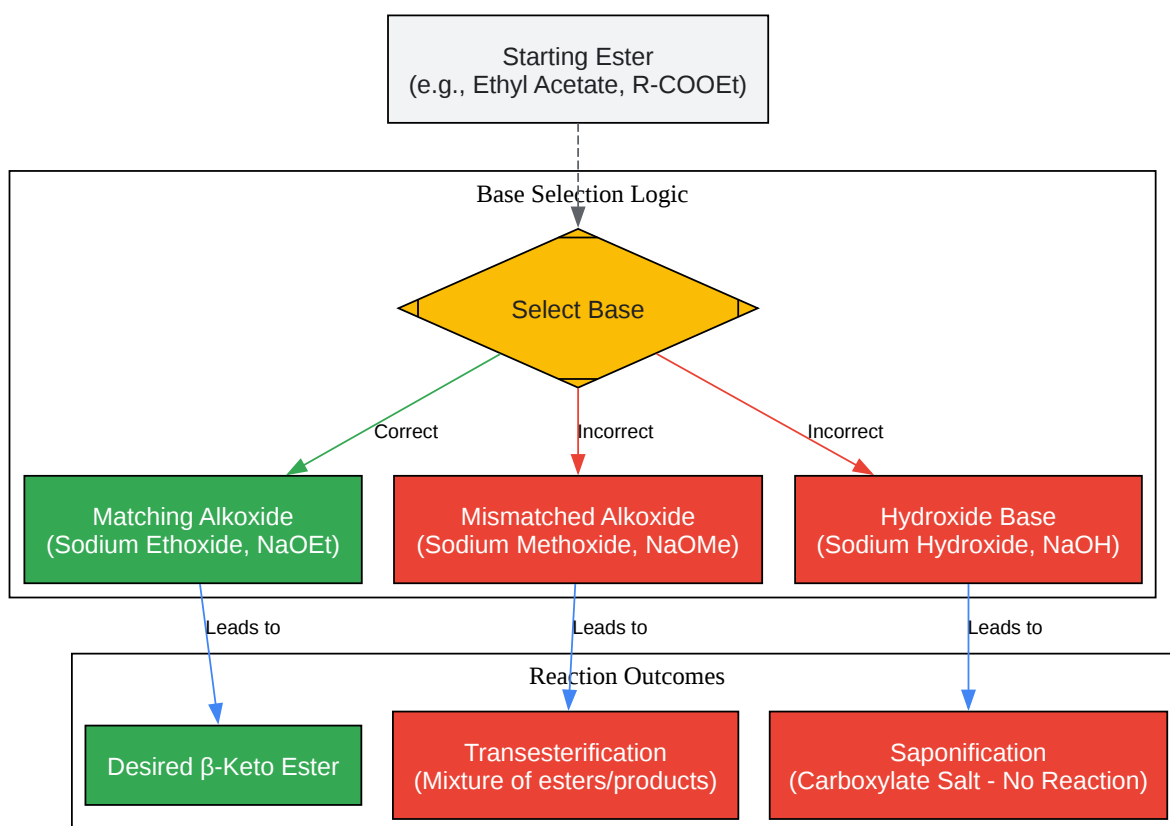 Starting Ester
(e.g., Ethyl Acetate, R-COOEt)
Base Selection Logic
Select Base
Correct
Incorrect
Incorrect
Matching Alkoxide
(Sodium Ethoxide, NaOEt)
Mismatched Alkoxide
(Sodium Methoxide, NaOMe)
Hydroxide Base
(Sodium Hydroxide, NaOH)
Leads to
Leads to
Leads to
Reaction Outcomes
Desired β-Keto Ester
Transesterification
(Mixture of esters/products)
Saponification
(Carboxylate Salt - No Reaction)